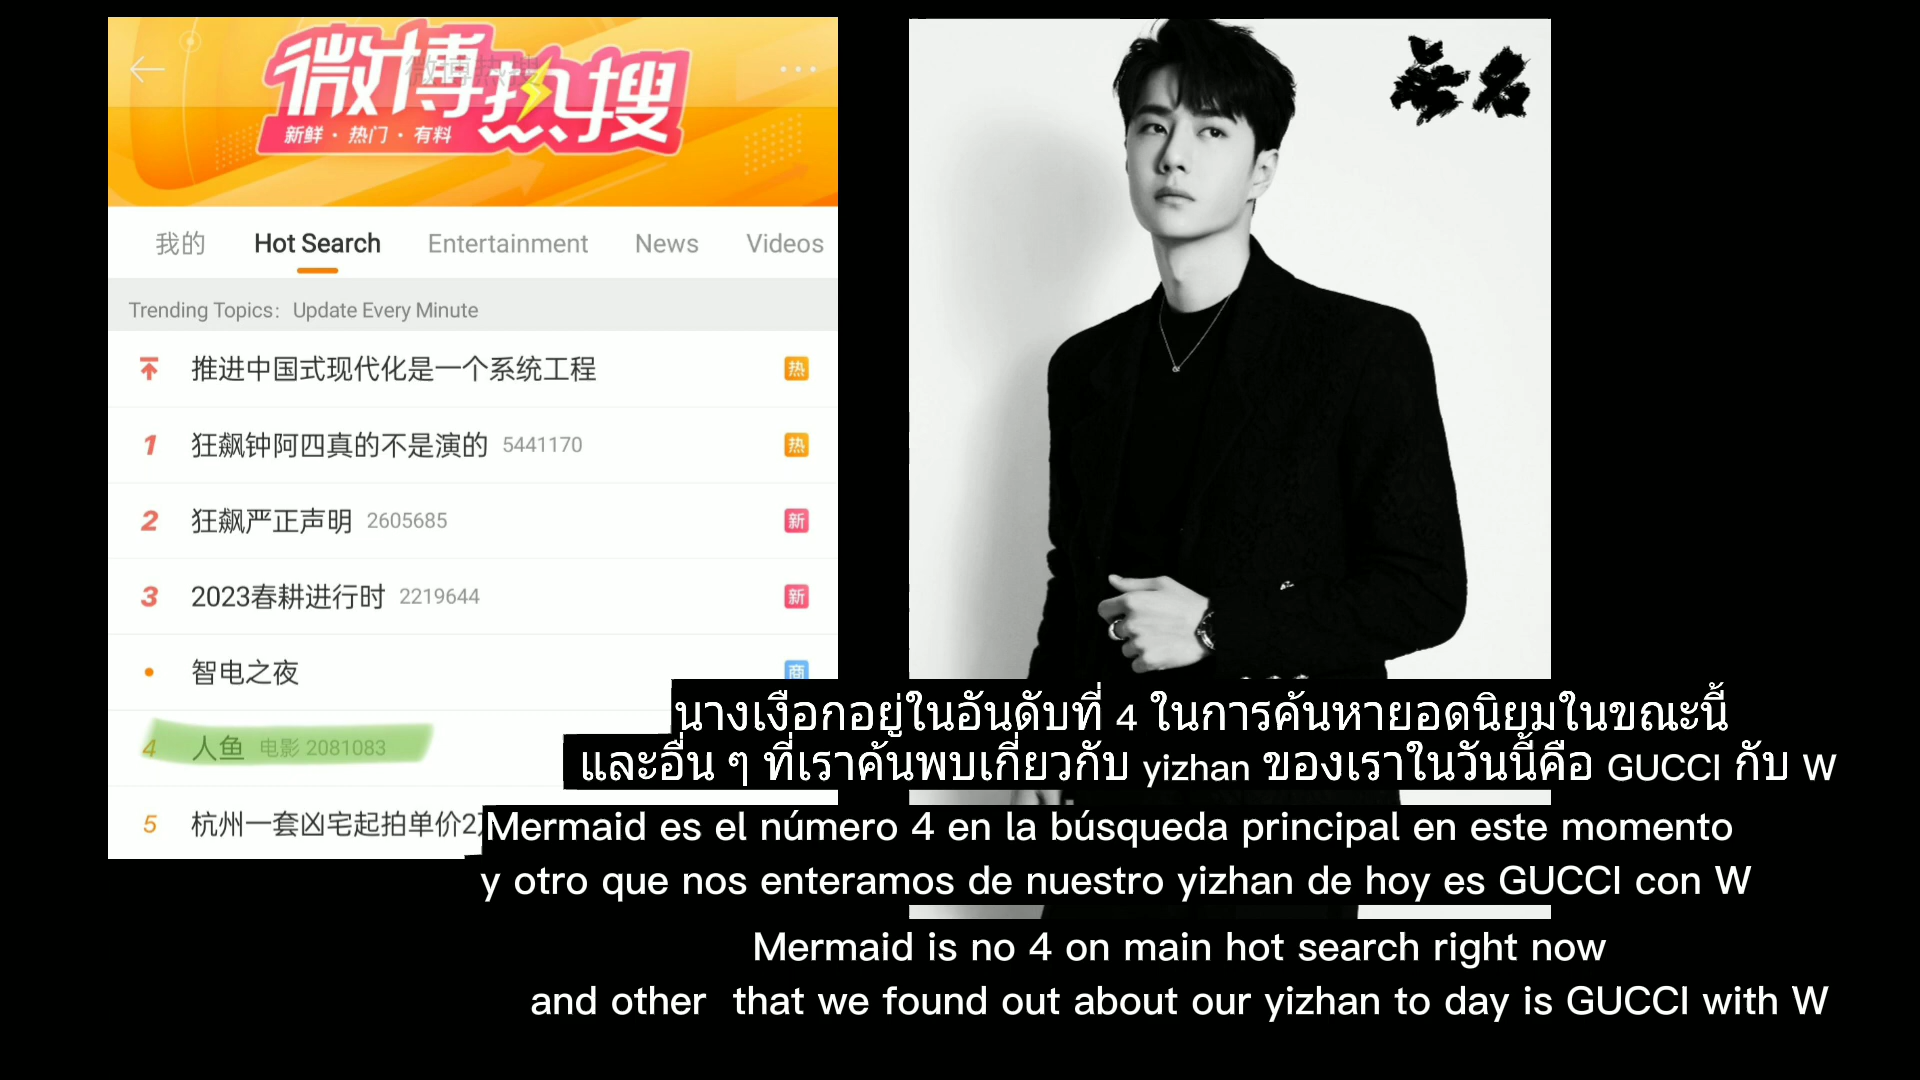 微博热搜
微博热搜
新鲜·热门·有料
我的 Hot Search Entertainment News Videos
Trending Topics: Update Every Minute
推进中国式现代化是一个系统工程 热
1 狂飙钟阿四真的不是演的 5441170 热
2 狂飙严正声明 2605685 新
3 2023春耕进行时 2219644 新
智电之夜 商
4 人鱼 电影 2081083
5 杭州一套凶宅起拍单价2
無名
นางเงือกอยู่ในอันดับที่ 4 ในการค้นหายอดนิยมในขณะนี้
และอื่น ๆ ที่เราค้นพบเกี่ยวกับ yizhan ของเราในวันนี้คือ GUCCI กับ W
Mermaid es el número 4 en la búsqueda principal en este momento
y otro que nos enteramos de nuestro yizhan de hoy es GUCCI con W
Mermaid is no 4 on main hot search right now
and other that we found out about our yizhan to day is GUCCI with W